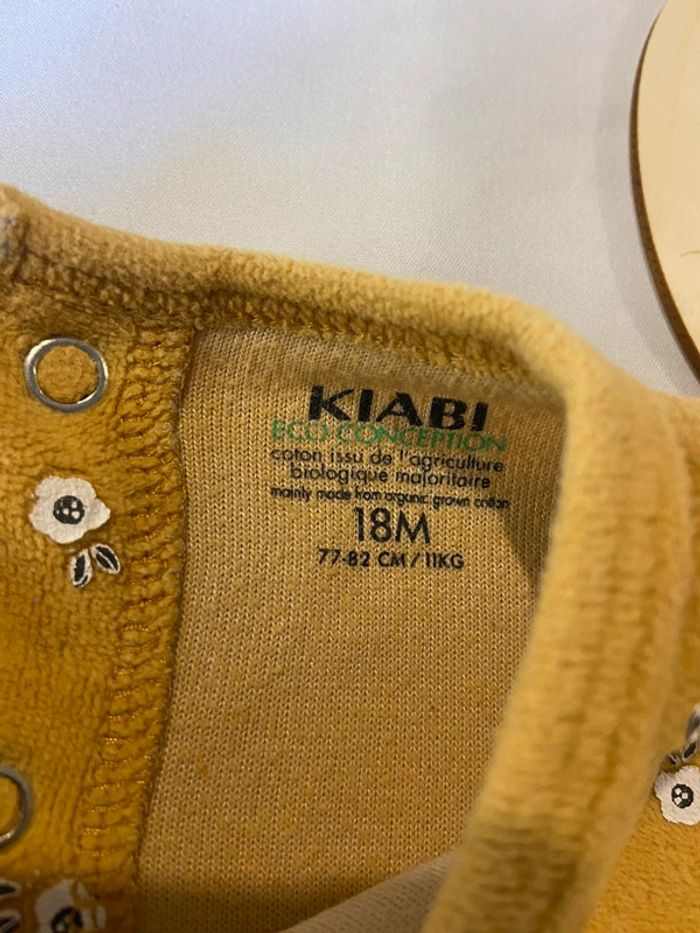 KIABI
ECO CONCEPTION
coton issu de l'agriculture
biologique majoritaire
mainly made from organic grown cotton
18M
77-82 CM/11KG